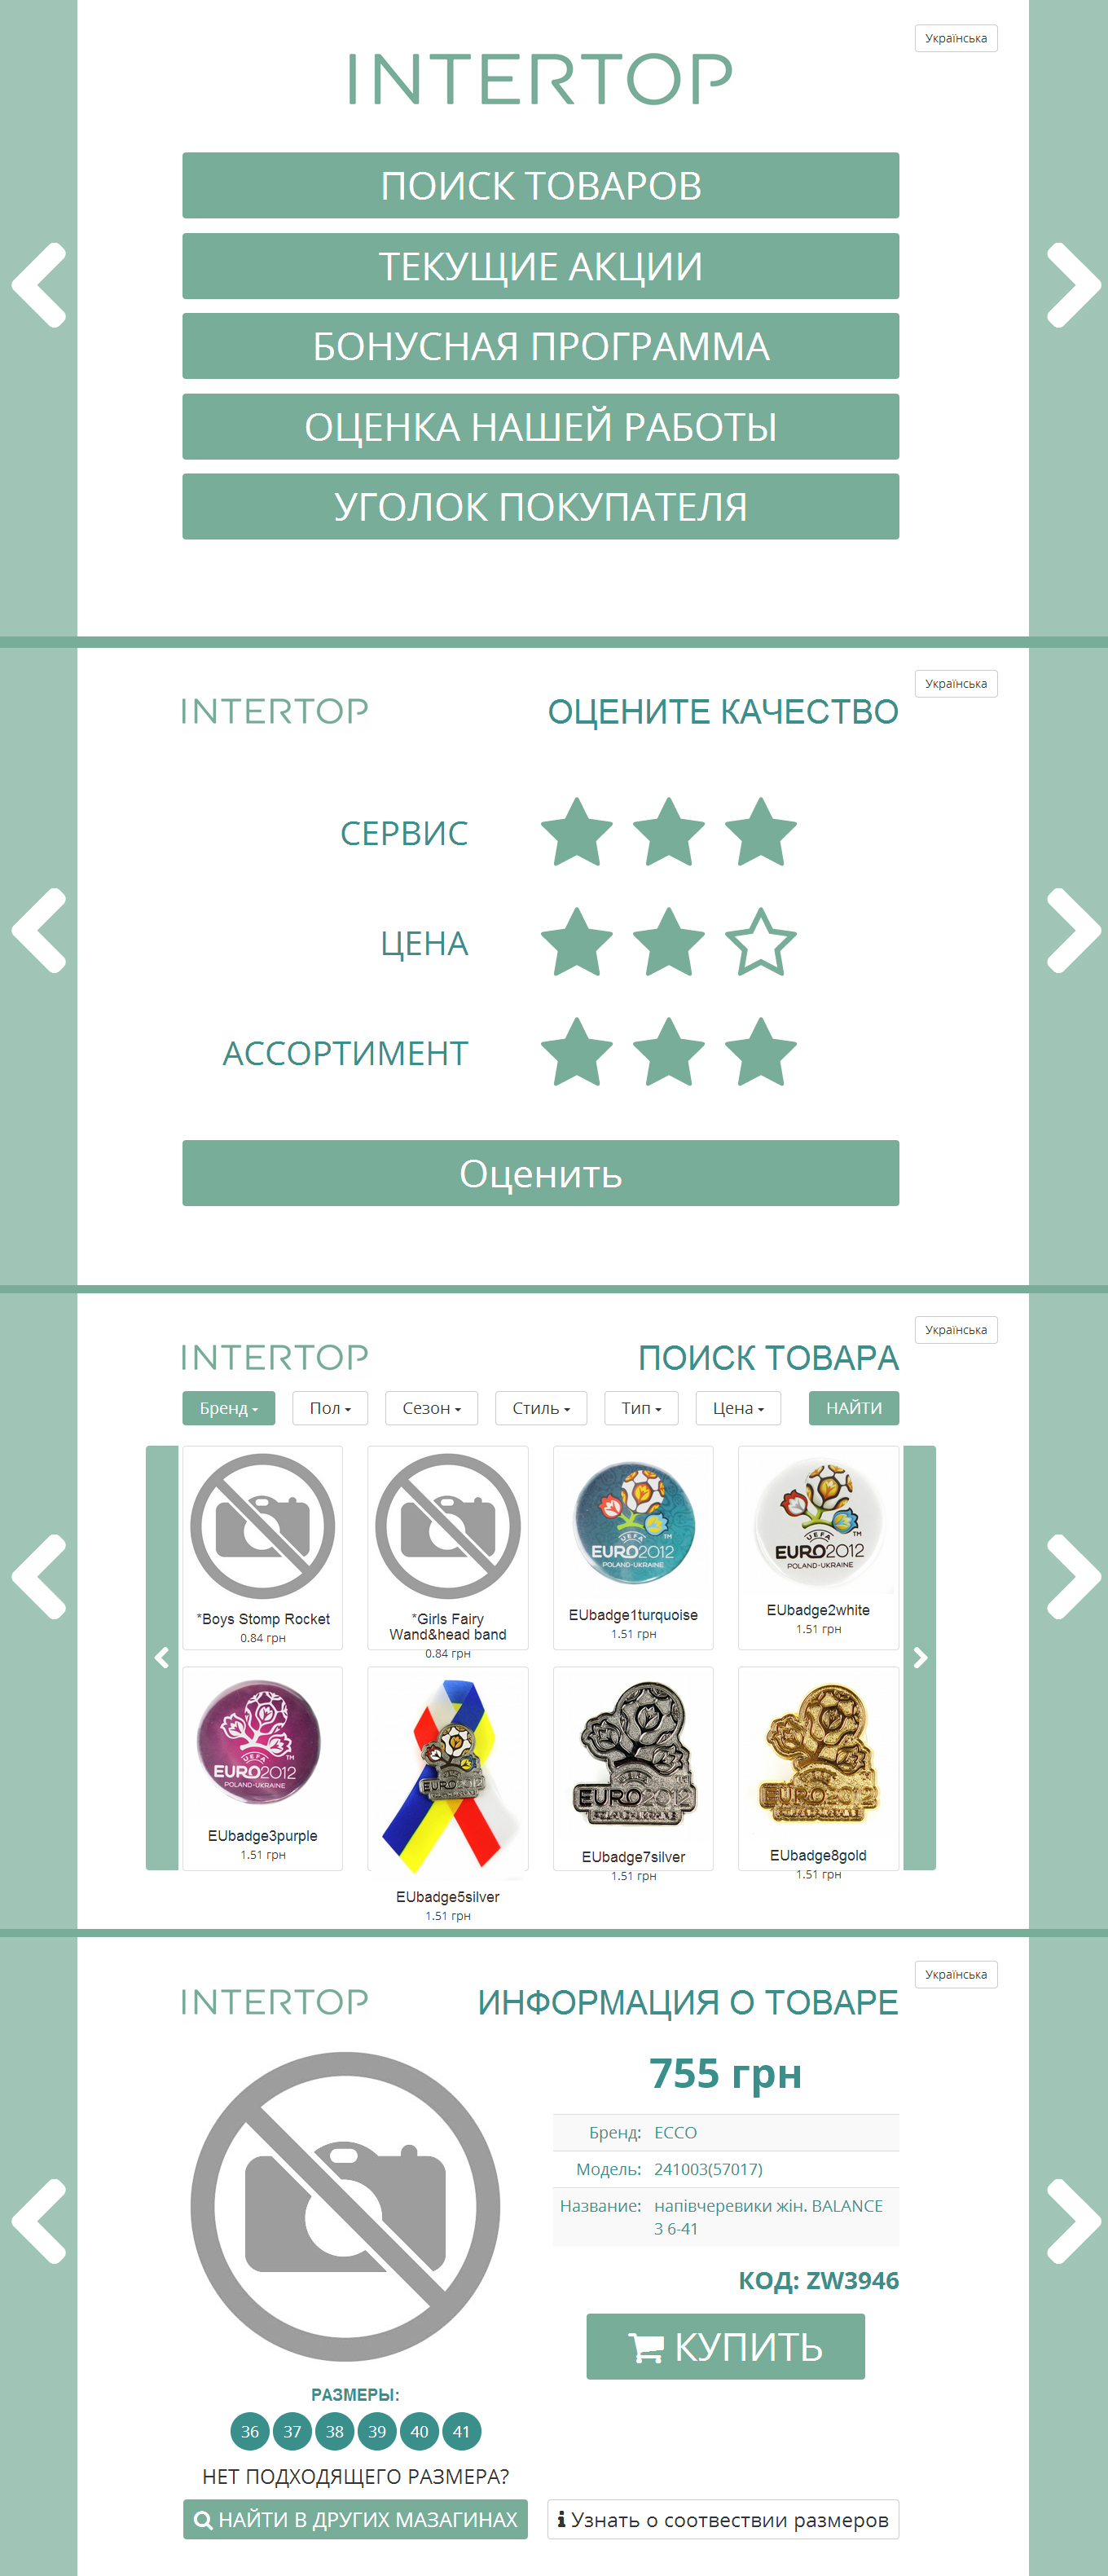 Українська
INTERTOP
ПОИСК ТОВАРОВ
ТЕКУЩИЕ АКЦИИ
БОНУСНАЯ ПРОГРАММА
ОЦЕНКА НАШЕЙ РАБОТЫ
УГОЛОК ПОКУПАТЕЛЯ
Українська
INTERTOP ОЦЕНИТЕ КАЧЕСТВО
СЕРВИС
ЦЕНА
АССОРТИМЕНТ
Оценить
Українська
INTERTOP ПОИСК ТОВАРА
Бренд Пол Сезон Стиль Тип Цена НАЙТИ
UEFA
EURO2012
POLAND-UKRAINE
UEFA
EURO2012
POLAND-UKRAINE
*Boys Stomp Rocket
0.84 грн
*Girls Fairy
Wand&head band
0.84 грн
EUbadge1turquoise
1.51 грн
EUbadge2white
1.51 грн
UEFA
EURO2012
POLAND-UKRAINE
EURO2012
EURO2012
EURO2012
EUbadge3purple
1.51 грн
EUbadge5silver
1.51 грн
EUbadge7silver
1.51 грн
EUbadge8gold
1.51 грн
Українська
INTERTOP ИНФОРМАЦИЯ О ТОВАРЕ
755 грн
Бренд: ECCO
Модель: 241003(57017)
Название: напівчеревики жін. BALANCE
3 6-41
КОД: ZW3946
КУПИТЬ
РАЗМЕРЫ:
36 37 38 39 40 41
НЕТ ПОДХОДЯЩЕГО РАЗМЕРА?
НАЙТИ В ДРУГИХ МАЗАГИНАХ
Узнать о соотвествии размеров